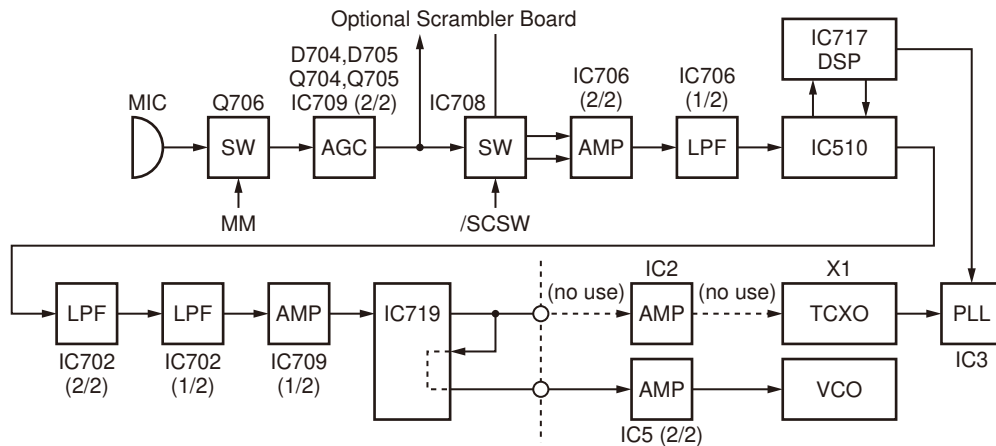 Optional Scrambler Board
D704,D705
Q704,Q705
IC709 (2/2)
IC717
DSP
MIC
Q706
IC708
IC706
(2/2)
IC706
(1/2)
SW
AGC
SW
AMP
LPF
IC510
MM
/SCSW
IC2
X1
(no use)
(no use)
LPF
LPF
AMP
IC719
AMP
TCXO
PLL
IC702
(2/2)
IC702
(1/2)
IC709
(1/2)
IC3
AMP
VCO
IC5 (2/2)